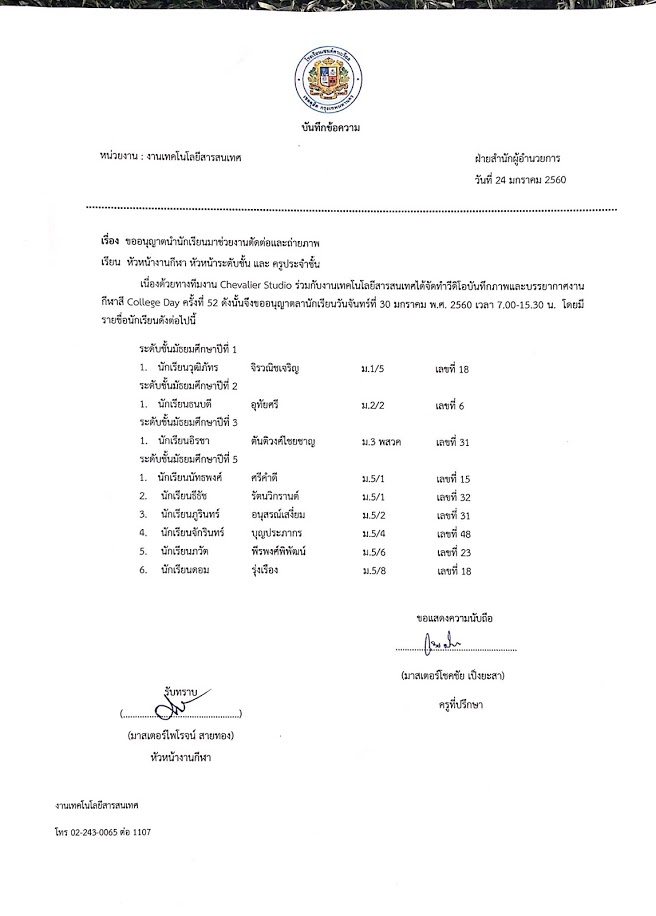 โรงเรียนเซนต์คาเบรียล
เขตดุสิต กรุงเทพมหานคร
บันทึกข้อความ
หน่วยงาน : งานเทคโนโลยีสารสนเทศ ฝ่ายสำนักผู้อำนวยการ
วันที่ 24 มกราคม 2560
เรื่อง ขออนุญาตนำนักเรียนมาช่วยงานตัดต่อและถ่ายภาพ
เรียน หัวหน้างานกีฬา หัวหน้าระดับชั้น และ ครูประจำชั้น
เนื่องด้วยทางทีมงาน Chevalier Studio ร่วมกับงานเทคโนโลยีสารสนเทศได้จัดทำวีดิโอบันทึกภาพและบรรยากาศงาน
กีฬาสี College Day ครั้งที่ 52 ดังนั้นจึงขออนุญาตลานักเรียนวันจันทร์ที่ 30 มกราคม พ.ศ. 2560 เวลา 7.00-15.30 น. โดยมี
รายชื่อนักเรียนดังต่อไปนี้
ระดับชั้นมัธยมศึกษาปีที่ 1
1. นักเรียนวุฒิภัทร จิรวณิชเจริญ ม.1/5 เลขที่ 18
ระดับชั้นมัธยมศึกษาปีที่ 2
1. นักเรียนธนบดี อุทัยศรี ม.2/2 เลขที่ 6
ระดับชั้นมัธยมศึกษาปีที่ 3
1. นักเรียนอิรชา ตันติวงศ์ไชยชาญ ม.3 พสวค เลขที่ 31
ระดับชั้นมัธยมศึกษาปีที่ 5
1. นักเรียนนัทธพงศ์ ศรีคำดี ม.5/1 เลขที่ 15
2. นักเรียนธีธัช รัตนวิกรานต์ ม.5/1 เลขที่ 32
3. นักเรียนภูรินทร์ อนุสรณ์เสงี่ยม ม.5/2 เลขที่ 31
4. นักเรียนจักรินทร์ บุญประภากร ม.5/4 เลขที่ 48
5. นักเรียนภวัต พีรพงศ์พิพัฒน์ ม.5/6 เลขที่ 23
6. นักเรียนดอม รุ่งเรือง ม.5/8 เลขที่ 18
ขอแสดงความนับถือ
(มาสเตอร์โชคชัย เป็งยะสา)
ครูที่ปรึกษา
รับทราบ
(มาสเตอร์ไพโรจน์ สายทอง)
หัวหน้างานกีฬา
งานเทคโนโลยีสารสนเทศ
โทร 02-243-0065 ต่อ 1107